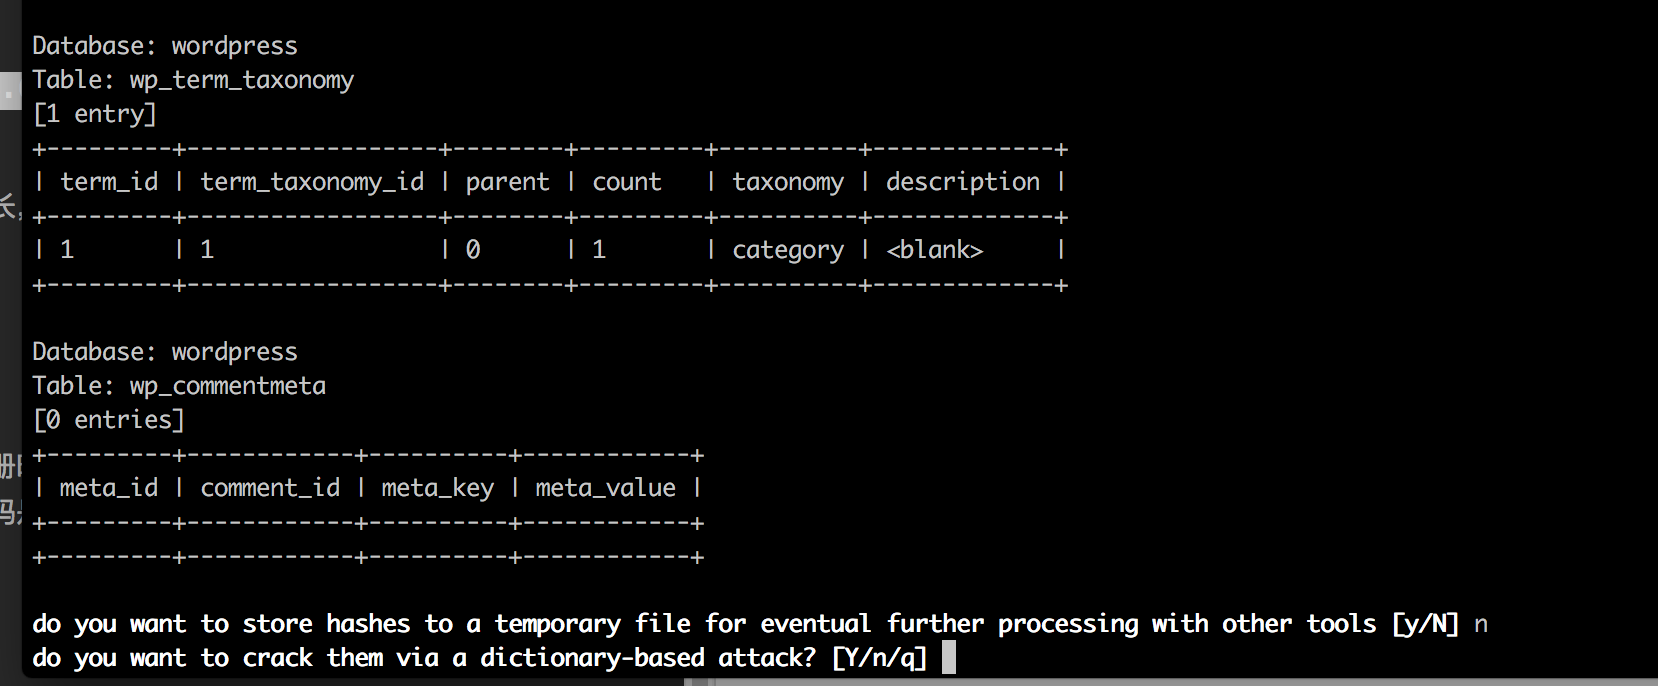 Database: wordpress
Table: wp_term_taxonomy
[1 entry]
+---------+------------------+--------+---------+----------+-------------+
| term_id | term_taxonomy_id | parent | count   | taxonomy | description |
+---------+------------------+--------+---------+----------+-------------+
| 1       | 1                | 0      | 1       | category | <blank>     |
+---------+------------------+--------+---------+----------+-------------+
Database: wordpress
Table: wp_commentmeta
[0 entries]
+---------+------------+----------+------------+
| meta_id | comment_id | meta_key | meta_value |
+---------+------------+----------+------------+
+---------+------------+----------+------------+
do you want to store hashes to a temporary file for eventual further processing with other tools [y/N] n
do you want to crack them via a dictionary-based attack? [Y/n/q]